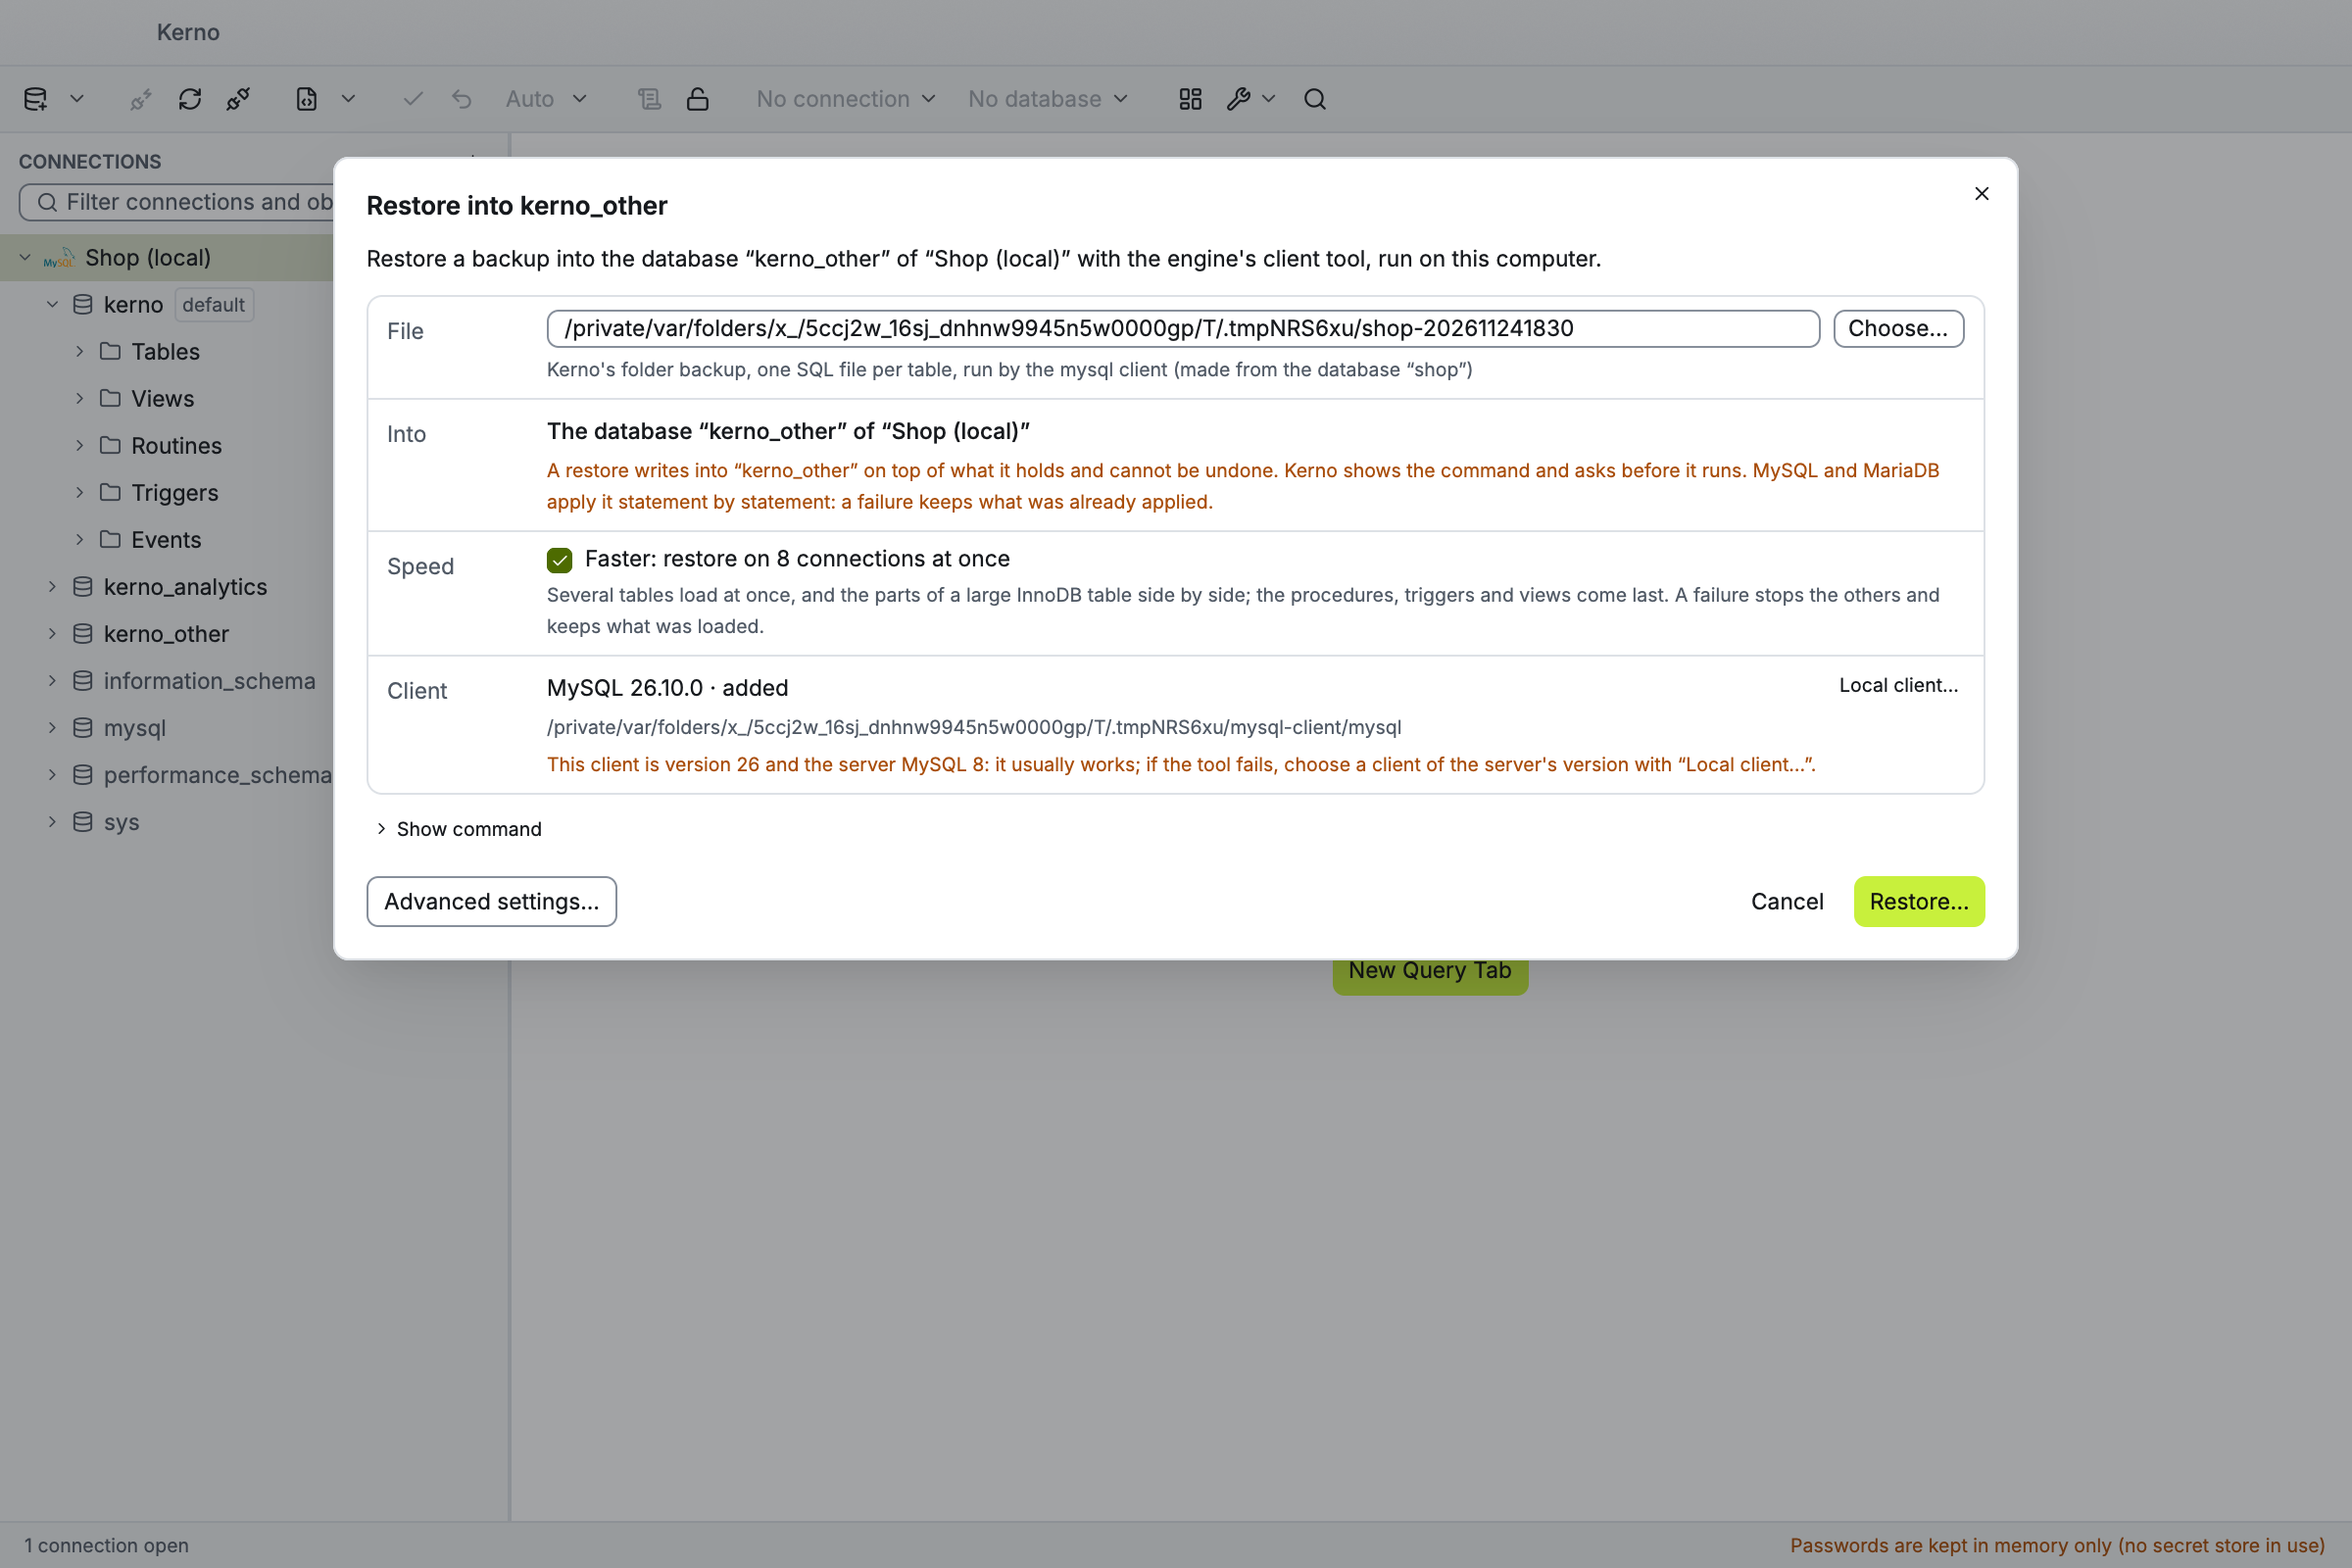 Kerno
Auto
No connection
No database
CONNECTIONS
Filter connections and ob
MySQL Shop (local)
kerno default
Tables
Views
Routines
Triggers
Events
kerno_analytics
kerno_other
information_schema
mysql
performance_schema
sys
Restore into kerno_other
Restore a backup into the database “kerno_other” of “Shop (local)” with the engine's client tool, run on this computer.
File
/private/var/folders/x_/5ccj2w_16sj_dnhnw9945n5w0000gp/T/.tmpNRS6xu/shop-202611241830
Choose...
Kerno's folder backup, one SQL file per table, run by the mysql client (made from the database “shop”)
Into
The database “kerno_other” of “Shop (local)”
A restore writes into “kerno_other” on top of what it holds and cannot be undone. Kerno shows the command and asks before it runs. MySQL and MariaDB
apply it statement by statement: a failure keeps what was already applied.
Speed
Faster: restore on 8 connections at once
Several tables load at once, and the parts of a large InnoDB table side by side; the procedures, triggers and views come last. A failure stops the others and
keeps what was loaded.
Client
MySQL 26.10.0 · added
Local client...
/private/var/folders/x_/5ccj2w_16sj_dnhnw9945n5w0000gp/T/.tmpNRS6xu/mysql-client/mysql
This client is version 26 and the server MySQL 8: it usually works; if the tool fails, choose a client of the server's version with “Local client...”.
Show command
Advanced settings...
Cancel
Restore...
New Query Tab
1 connection open
Passwords are kept in memory only (no secret store in use)